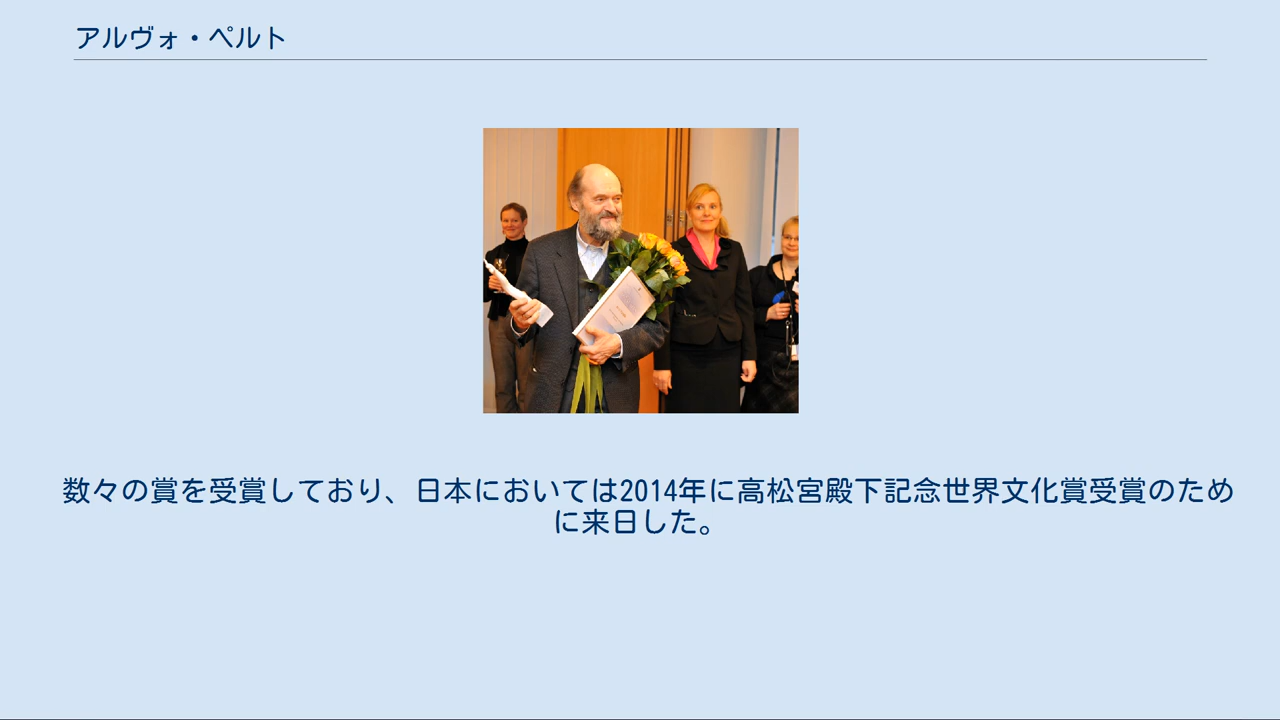 アルヴォ・ペルト
数々の賞を受賞しており、日本においては2014年に高松宮殿下記念世界文化賞受賞のため
に来日した。